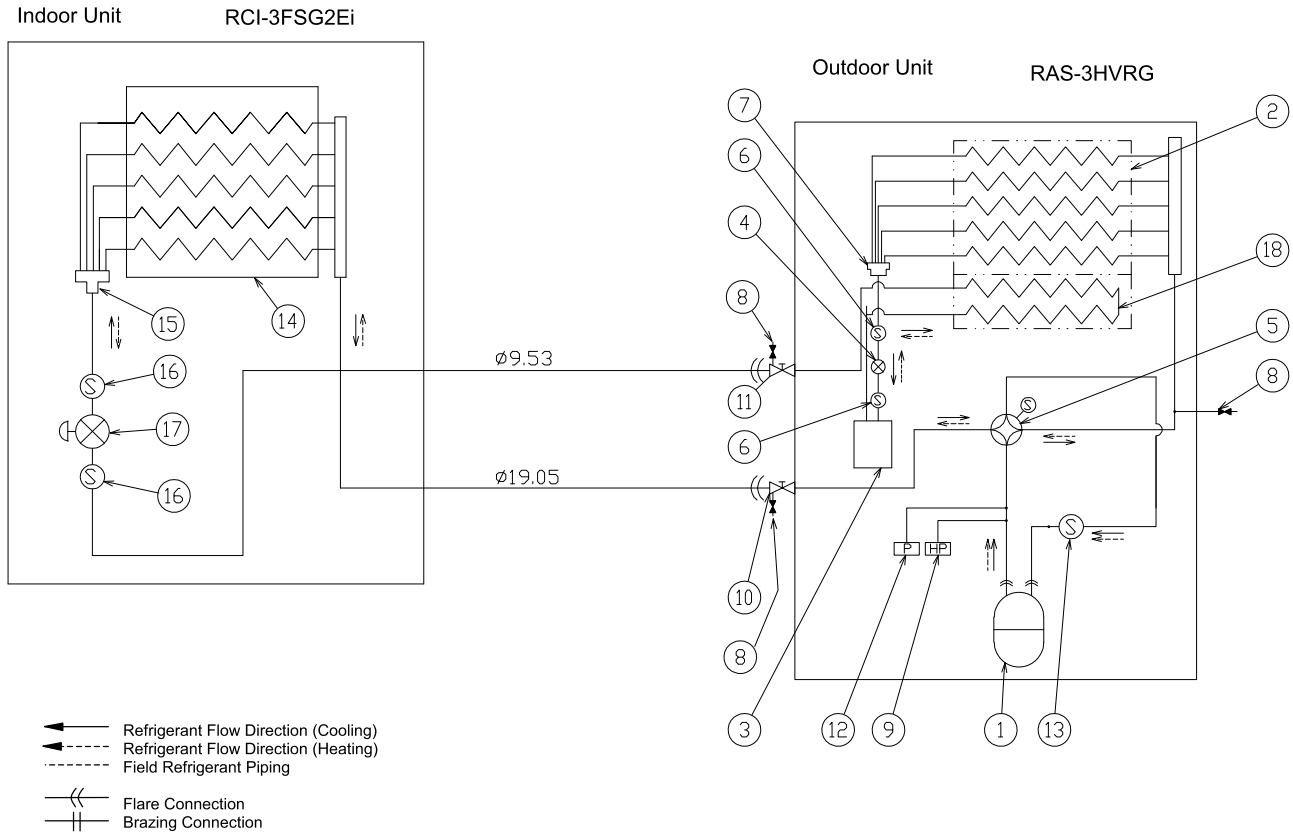 Indoor Unit RCI-3FSG2Ei
Outdoor Unit RAS-3HVRG
7
2
6
4
18
8
14
15
5
16
⌀9.53
8
11
17
6
16
⌀19.05
P
HP
10
8
3
12
9
1
13
S
S
S
S
S
S
Refrigerant Flow Direction (Cooling)
Refrigerant Flow Direction (Heating)
Field Refrigerant Piping
Flare Connection
Brazing Connection